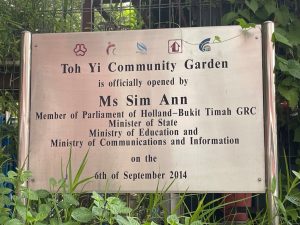 Toh Yi Community Garden
is officially opened by
Ms Sim Ann
Member of Parliament of Holland-Bukit Timah GRC
Minister of State
Ministry of Education and
Ministry of Communications and Information
on the
6th of September 2014